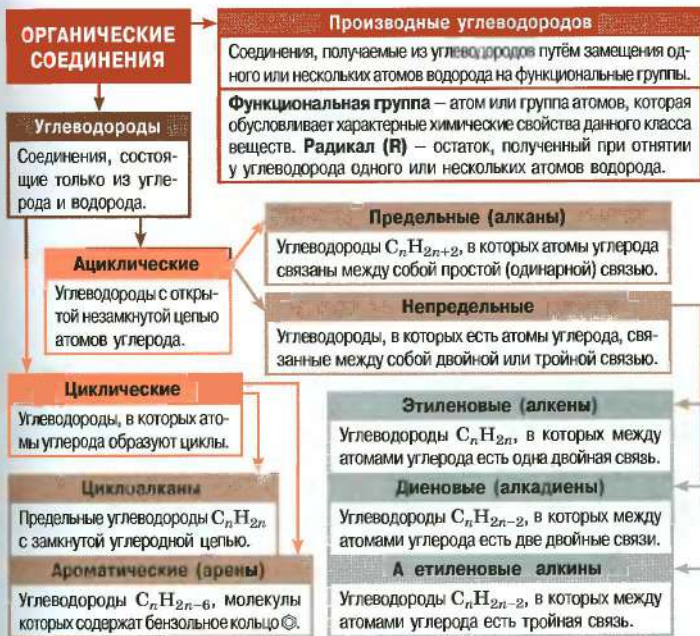 ОРГАНИЧЕСКИЕ
СОЕДИНЕНИЯ
Производные углеводородов
Соединения, получаемые из углеводородов путём замещения од-
ного или нескольких атомов водорода на функциональные группы.
Функциональная группа – атом или группа атомов, которая
обусловливает характерные химические свойства данного класса
веществ. Радикал (R) – остаток, полученный при отнятии
у углеводорода одного или нескольких атомов водорода.
Углеводороды
Соединения, состоя-
щие только из угле-
рода и водорода.
Ациклические
Углеводороды с откры-
той незамкнутой цепью
атомов углерода.
Предельные (алканы)
Углеводороды CₙH₂ₙ₊₂, в которых атомы углерода
связаны между собой простой (одинарной) связью.
Непредельные
Углеводороды, в которых есть атомы углерода, свя-
занные между собой двойной или тройной связью.
Циклические
Углеводороды, в которых ато-
мы углерода образуют циклы.
Циклоалканы
Предельные углеводороды CₙH₂ₙ
с замкнутой углеродной цепью.
Ароматические (арены)
Углеводороды CₙH₂ₙ₋₆, молекулы
которых содержат бензольное кольцо.
Этиленовые (алкены)
Углеводороды CₙH₂ₙ, в которых между
атомами углерода есть одна двойная связь.
Диеновые (алкадиены)
Углеводороды CₙH₂ₙ₋₂, в которых между
атомами углерода есть две двойные связи.
А етиленовые алкины
Углеводороды CₙH₂ₙ₋₂, в которых между
атомами углерода есть тройная связь.